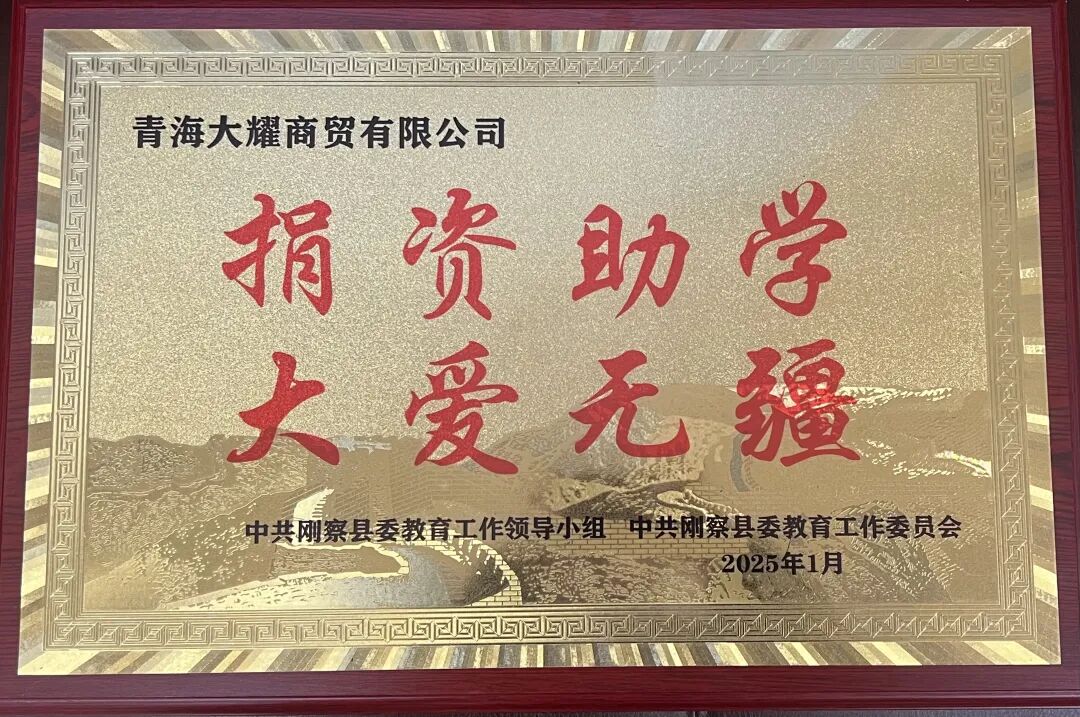 青海大耀商贸有限公司
捐资助学
大爱无疆
中共刚察县委教育工作领导小组 中共刚察县委教育工作委员会
2025年1月